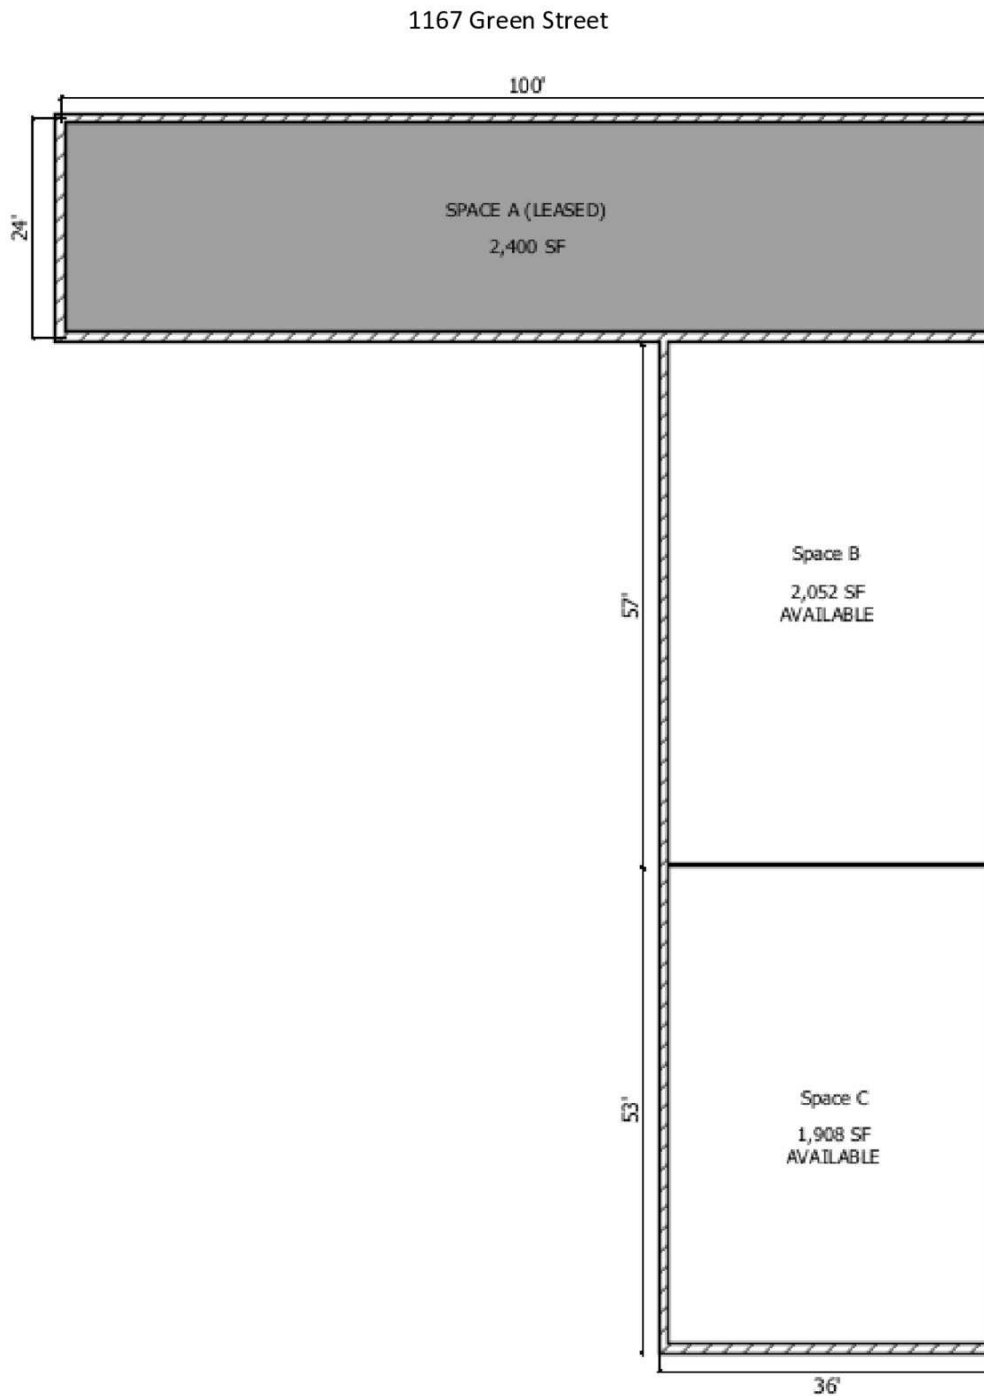 1167 Green Street
100'
24'
SPACE A (LEASED)
2,400 SF
57'
Space B
2,052 SF
AVAILABLE
53'
Space C
1,908 SF
AVAILABLE
36'